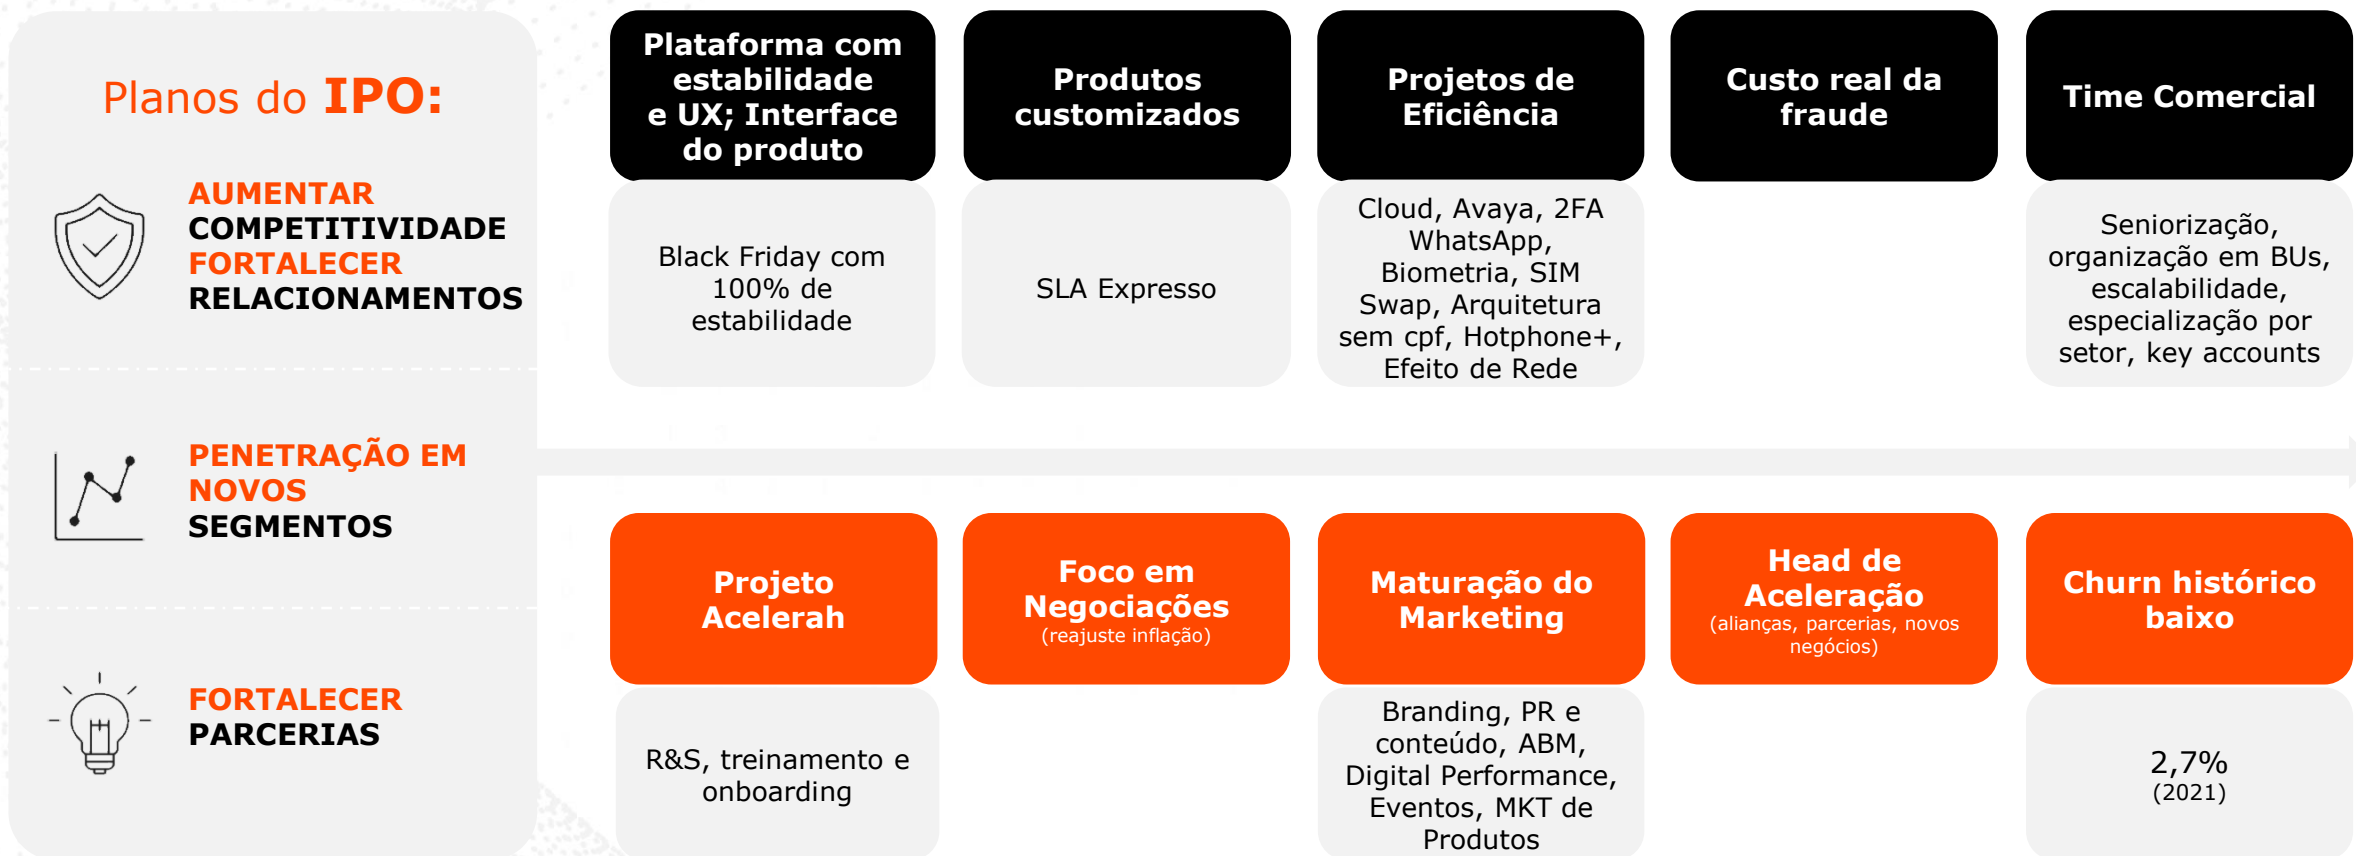 Planos do IPO:
AUMENTAR
COMPETITIVIDADE
FORTALECER
RELACIONAMENTOS
PENETRAÇÃO EM
NOVOS
SEGMENTOS
FORTALECER
PARCERIAS
Plataforma com
estabilidade
e UX; Interface
do produto
Black Friday com
100% de
estabilidade
Produtos
customizados
SLA Expresso
Projetos de
Eficiência
Cloud, Avaya, 2FA
WhatsApp,
Biometria, SIM
Swap, Arquitetura
sem cpf, Hotphone+,
Efeito de Rede
Custo real da
fraude
Time Comercial
Seniorização,
organização em BUs,
escalabilidade,
especialização por
setor, key accounts
Projeto
Acelerah
R&S, treinamento e
onboarding
Foco em
Negociações
(reajuste inflação)
Maturação do
Marketing
Branding, PR e
conteúdo, ABM,
Digital Performance,
Eventos, MKT de
Produtos
Head de
Aceleração
(alianças, parcerias, novos
negócios)
Churn histórico
baixo
2,7%
(2021)